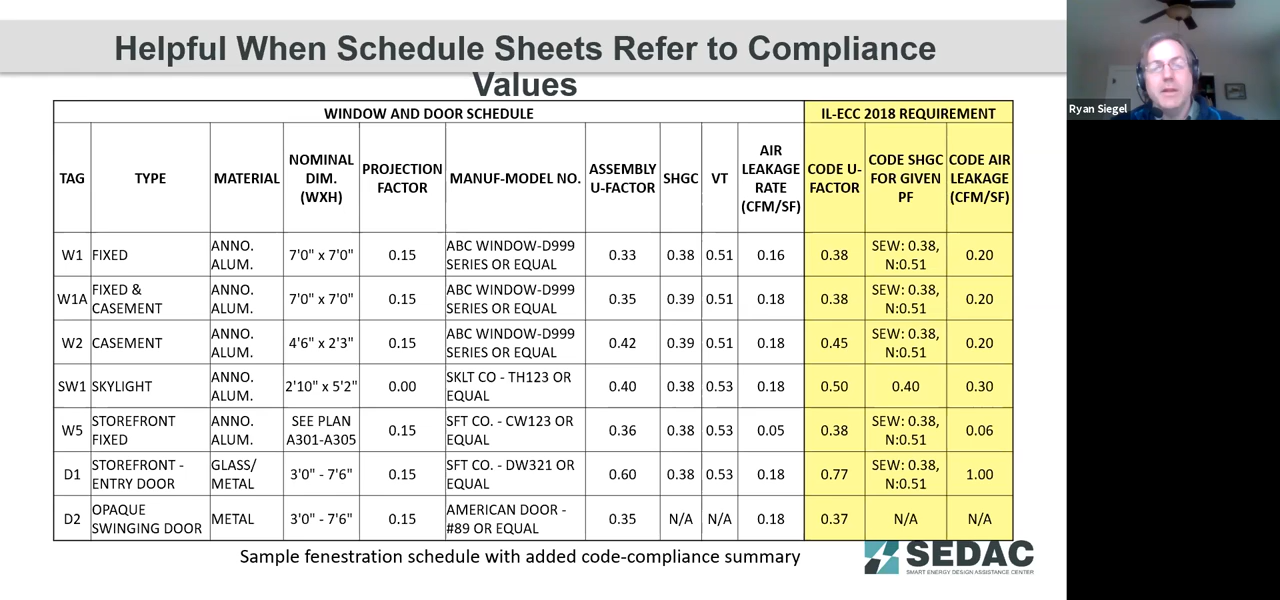 Helpful When Schedule Sheets Refer to Compliance
Values
WINDOW AND DOOR SCHEDULE IL-ECC 2018 REQUIREMENT
TAG TYPE MATERIAL NOMINAL DIM. (WXH) PROJECTION FACTOR MANUF-MODEL NO. ASSEMBLY U-FACTOR SHGC VT AIR LEAKAGE RATE (CFM/SF) CODE U-FACTOR CODE SHGC FOR GIVEN PF CODE AIR LEAKAGE (CFM/SF)
W1 FIXED ANNO. ALUM. 7'0" x 7'0" 0.15 ABC WINDOW-D999 SERIES OR EQUAL 0.33 0.38 0.51 0.16 0.38 SEW: 0.38, N:0.51 0.20
W1A FIXED & CASEMENT ANNO. ALUM. 7'0" x 7'0" 0.15 ABC WINDOW-D999 SERIES OR EQUAL 0.35 0.39 0.51 0.18 0.38 SEW: 0.38, N:0.51 0.20
W2 CASEMENT ANNO. ALUM. 4'6" x 2'3" 0.15 ABC WINDOW-D999 SERIES OR EQUAL 0.42 0.39 0.51 0.18 0.45 SEW: 0.38, N:0.51 0.20
SW1 SKYLIGHT ANNO. ALUM. 2'10" x 5'2" 0.00 SKLT CO - TH123 OR EQUAL 0.40 0.38 0.53 0.18 0.50 0.40 0.30
W5 STOREFRONT FIXED ANNO. ALUM. SEE PLAN A301-A305 0.15 SFT CO. - CW123 OR EQUAL 0.36 0.38 0.53 0.05 0.38 SEW: 0.38, N:0.51 0.06
D1 STOREFRONT - ENTRY DOOR GLASS/ METAL 3'0" - 7'6" 0.15 SFT CO. - DW321 OR EQUAL 0.60 0.38 0.53 0.18 0.77 SEW: 0.38, N:0.51 1.00
D2 OPAQUE SWINGING DOOR METAL 3'0" - 7'6" 0.15 AMERICAN DOOR - #89 OR EQUAL 0.35 N/A N/A 0.18 0.37 N/A N/A
Sample fenestration schedule with added code-compliance summary
SEDAC
SMART ENERGY DESIGN ASSISTANCE CENTER
Ryan Siegel